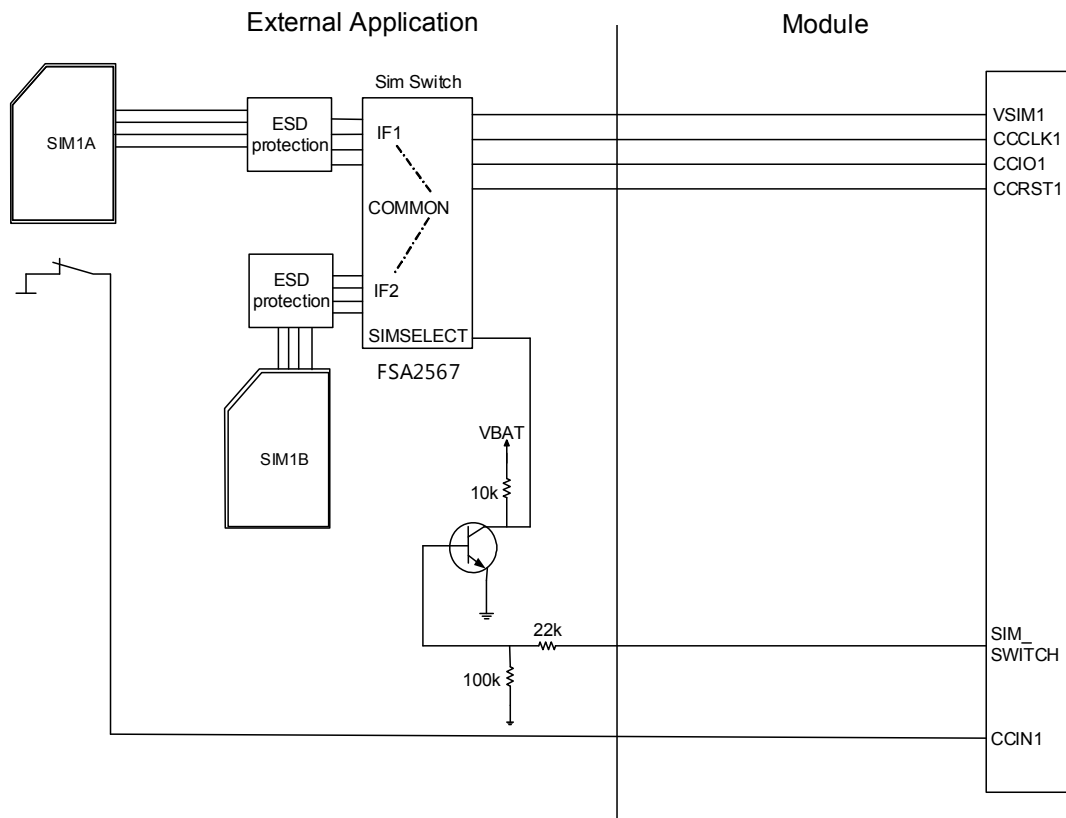 External Application
Module
Sim Switch
SIM1A
ESD
protection
IF1
COMMON
IF2
SIMSELECT
FSA2567
ESD
protection
SIM1B
VBAT
10k
22k
100k
VSIM1
CCCLK1
CCIO1
CCRST1
SIM_
SWITCH
CCIN1